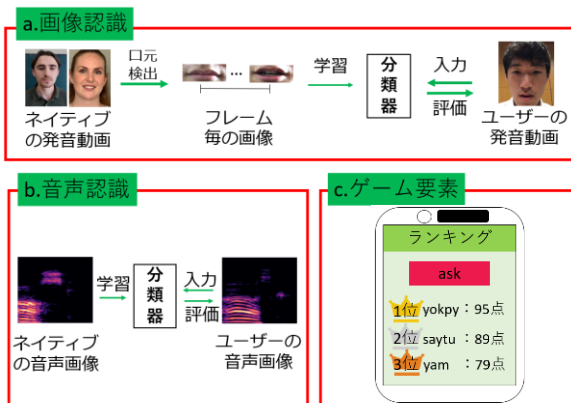 a.画像認識
口元
検出
ネイティブ
の発音動画
...
フレーム
毎の画像
学習
分
類
器
入力
評価
ユーザーの
発音動画
b.音声認識
ネイティブ
の音声画像
学習
分
類
器
入力
評価
ユーザーの
音声画像
c.ゲーム要素
ランキング
ask
1位 yokpy:95点
2位 saytu:89点
3位 yam :79点